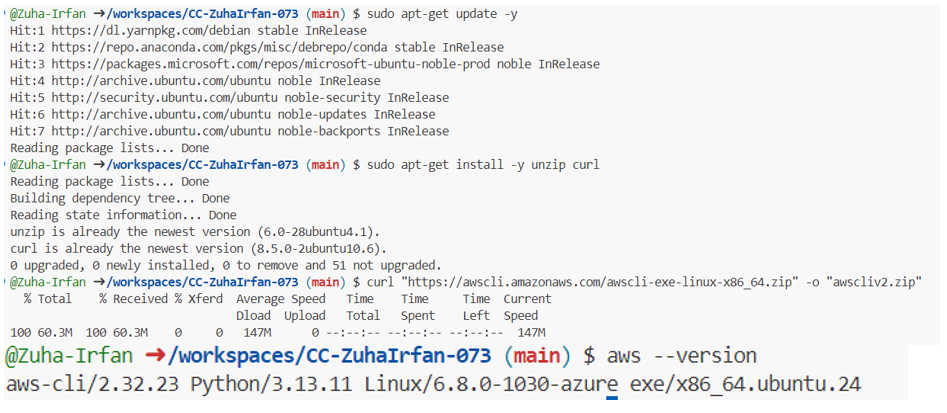 @Zuha-Irfan ➜/workspaces/CC-ZuhaIrfan-073 (main) $ sudo apt-get update -y
Hit:1 https://dl.yarnpkg.com/debian stable InRelease
Hit:2 https://repo.anaconda.com/pkgs/misc/debrepo/conda stable InRelease
Hit:3 https://packages.microsoft.com/repos/microsoft-ubuntu-noble-prod noble InRelease
Hit:4 http://archive.ubuntu.com/ubuntu noble InRelease
Hit:5 http://security.ubuntu.com/ubuntu noble-security InRelease
Hit:6 http://archive.ubuntu.com/ubuntu noble-updates InRelease
Hit:7 http://archive.ubuntu.com/ubuntu noble-backports InRelease
Reading package lists... Done
@Zuha-Irfan ➜/workspaces/CC-ZuhaIrfan-073 (main) $ sudo apt-get install -y unzip curl
Reading package lists... Done
Building dependency tree... Done
Reading state information... Done
unzip is already the newest version (6.0-28ubuntu4.1).
curl is already the newest version (8.5.0-2ubuntu10.6).
0 upgraded, 0 newly installed, 0 to remove and 51 not upgraded.
@Zuha-Irfan ➜/workspaces/CC-ZuhaIrfan-073 (main) $ curl "https://awscli.amazonaws.com/awscli-exe-linux-x86_64.zip" -o "awscliv2.zip"
  % Total    % Received % Xferd  Average Speed   Time    Time     Time  Current
                                 Dload  Upload   Total   Spent    Left  Speed
100 60.3M  100 60.3M    0     0   147M      0 --:--:-- --:--:-- --:--:--  147M
@Zuha-Irfan ➜/workspaces/CC-ZuhaIrfan-073 (main) $ aws --version
aws-cli/2.32.23 Python/3.13.11 Linux/6.8.0-1030-azure exe/x86_64.ubuntu.24